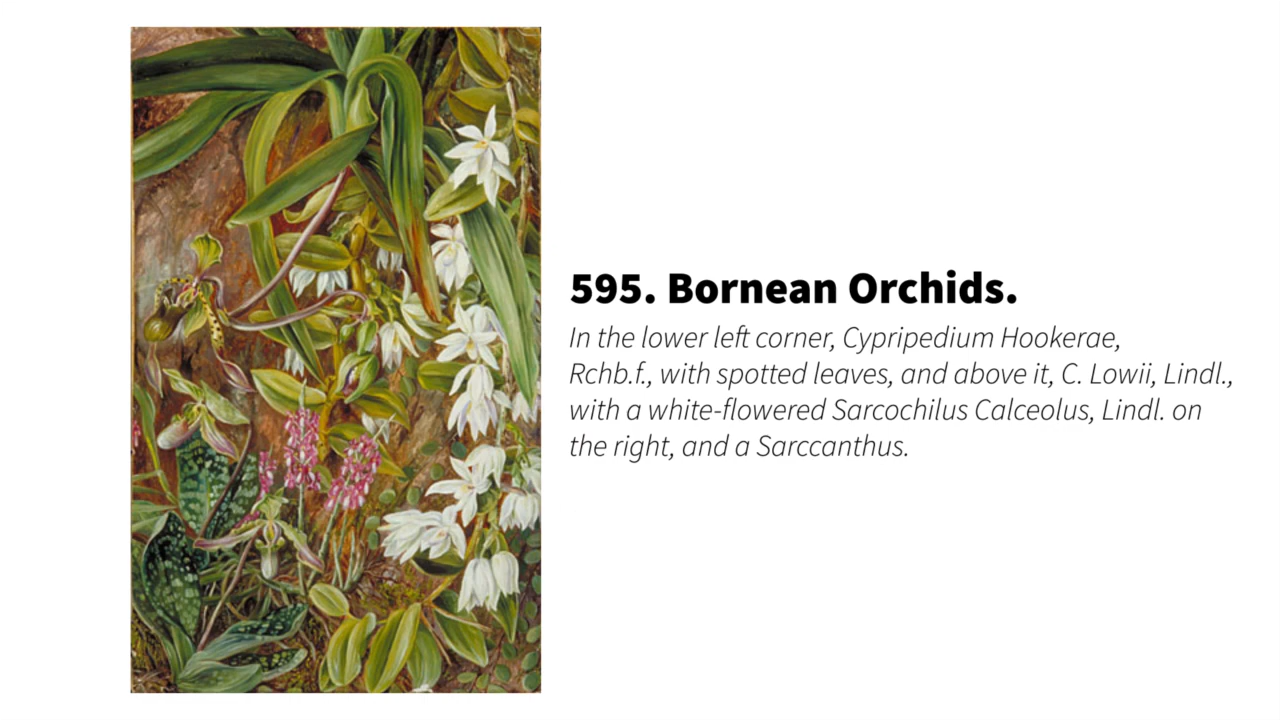 595. Bornean Orchids.
In the lower left corner, Cypripedium Hookerae,
Rchb.f., with spotted leaves, and above it, C. Lowii, Lindl.,
with a white-flowered Sarcochilus Calceolus, Lindl. on
the right, and a Sarccanthus.